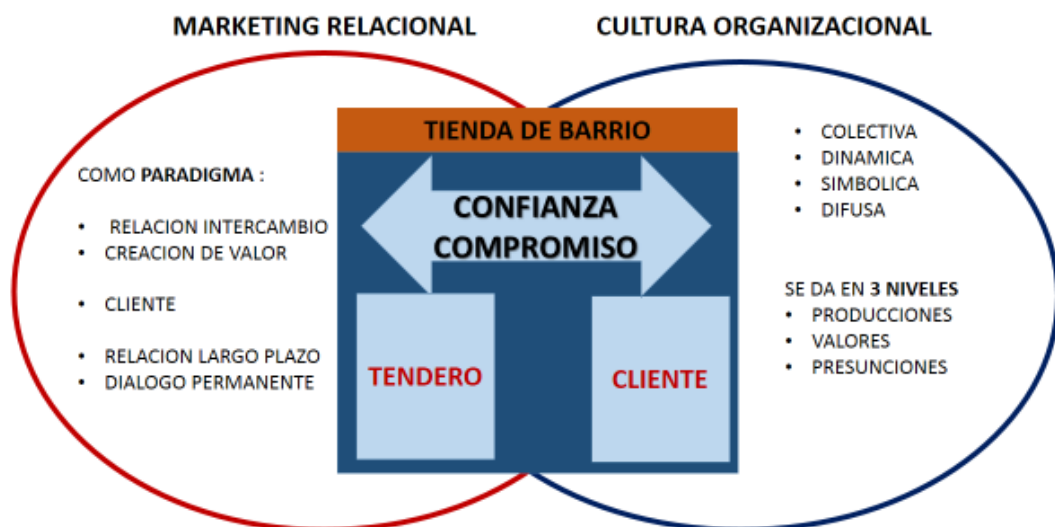 MARKETING RELACIONAL
CULTURA ORGANIZACIONAL
COMO PARADIGMA :
• RELACION INTERCAMBIO
• CREACION DE VALOR
• CLIENTE
• RELACION LARGO PLAZO
• DIALOGO PERMANENTE
TIENDA DE BARRIO
CONFIANZA
COMPROMISO
TENDERO
CLIENTE
• COLECTIVA
• DINAMICA
• SIMBOLICA
• DIFUSA
SE DA EN 3 NIVELES
• PRODUCCIONES
• VALORES
• PRESUNCIONES